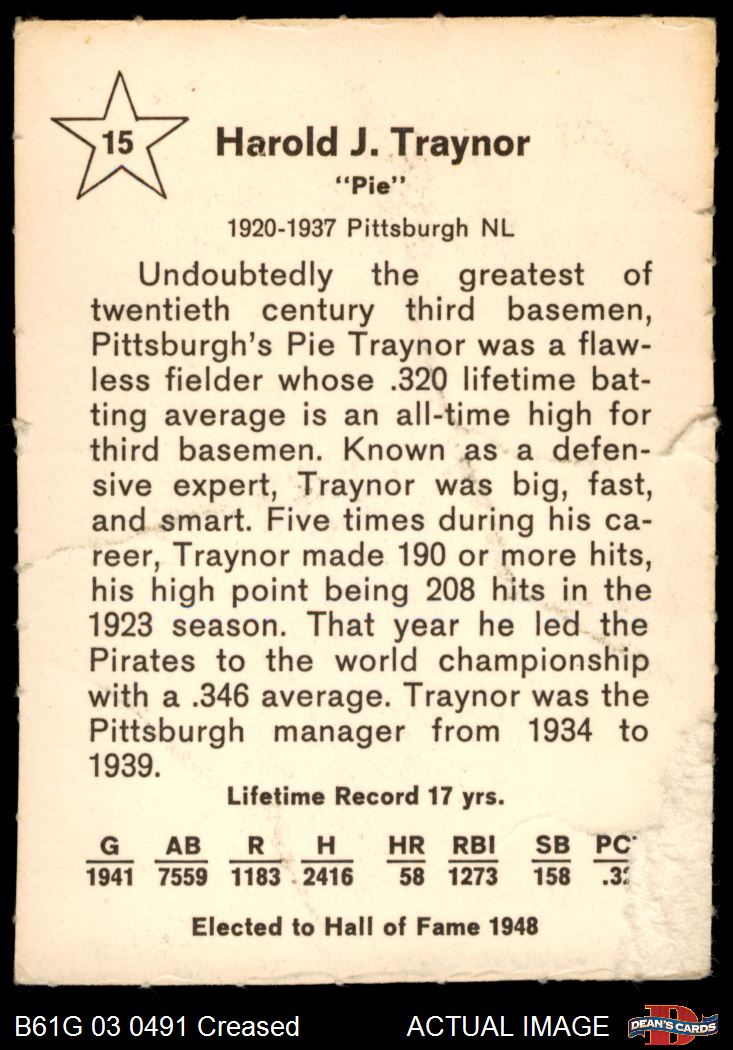 15
Harold J. Traynor
“Pie”
1920-1937 Pittsburgh NL
Undoubtedly the greatest of
twentieth century third basemen,
Pittsburgh's Pie Traynor was a flaw-
less fielder whose .320 lifetime bat-
ting average is an all-time high for
third basemen. Known as a defen-
sive expert, Traynor was big, fast,
and smart. Five times during his ca-
reer, Traynor made 190 or more hits,
his high point being 208 hits in the
1923 season. That year he led the
Pirates to the world championship
with a .346 average. Traynor was the
Pittsburgh manager from 1934 to
1939.
Lifetime Record 17 yrs.
G AB R H HR RBI SB PC
1941 7559 1183 2416 58 1273 158 .3
Elected to Hall of Fame 1948
B61G 03 0491 Creased ACTUAL IMAGE DEAN'S CARDS